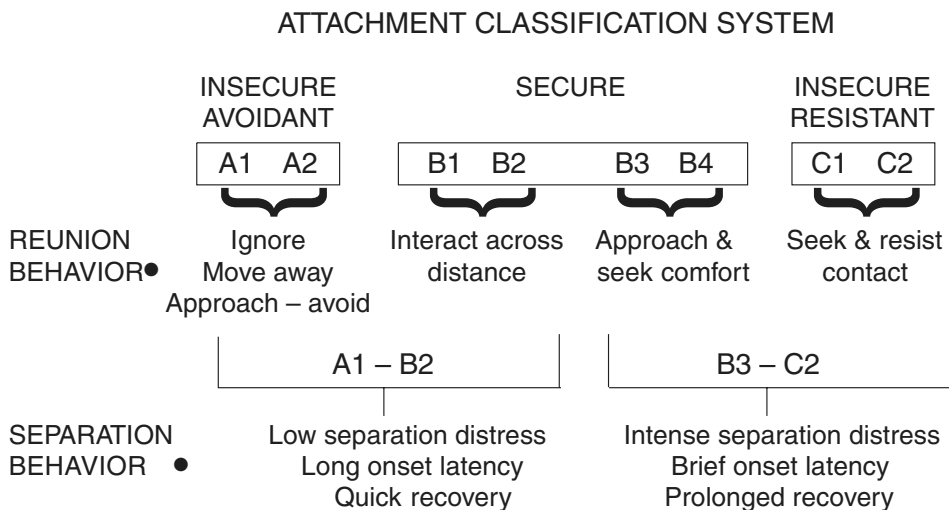 ATTACHMENT CLASSIFICATION SYSTEM
INSECURE AVOIDANT
SECURE
INSECURE RESISTANT
A1 A2
B1 B2
B3 B4
C1 C2
REUNION BEHAVIOR●
Ignore
Move away
Approach – avoid
Interact across
distance
Approach &
seek comfort
Seek & resist
contact
A1 – B2
B3 – C2
SEPARATION BEHAVIOR ●
Low separation distress
Long onset latency
Quick recovery
Intense separation distress
Brief onset latency
Prolonged recovery